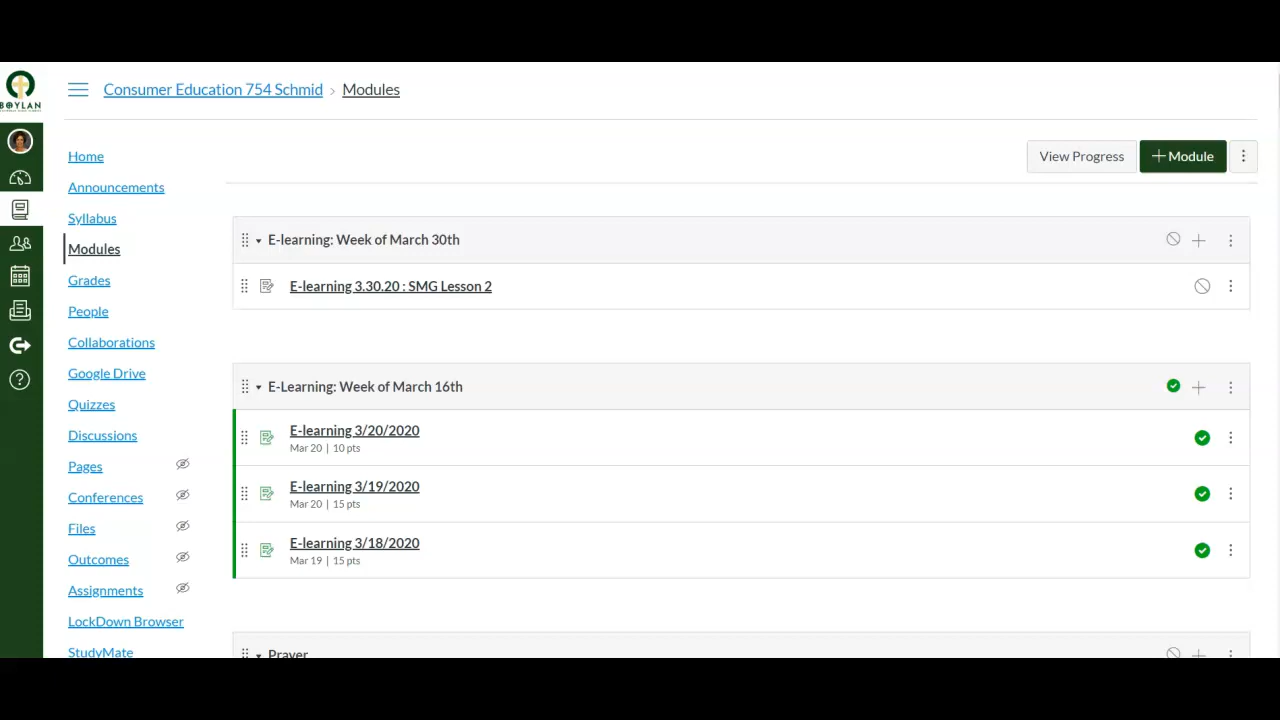 BOYLAN
Consumer Education 754 Schmid > Modules
View Progress
+ Module
Home
Announcements
Syllabus
Modules
Grades
People
Collaborations
Google Drive
Quizzes
Discussions
Pages
Conferences
Files
Outcomes
Assignments
LockDown Browser
StudyMate
E-learning: Week of March 30th
E-learning 3.30.20 : SMG Lesson 2
E-Learning: Week of March 16th
E-learning 3/20/2020
Mar 20 | 10 pts
E-learning 3/19/2020
Mar 20 | 15 pts
E-learning 3/18/2020
Mar 19 | 15 pts
Prayer